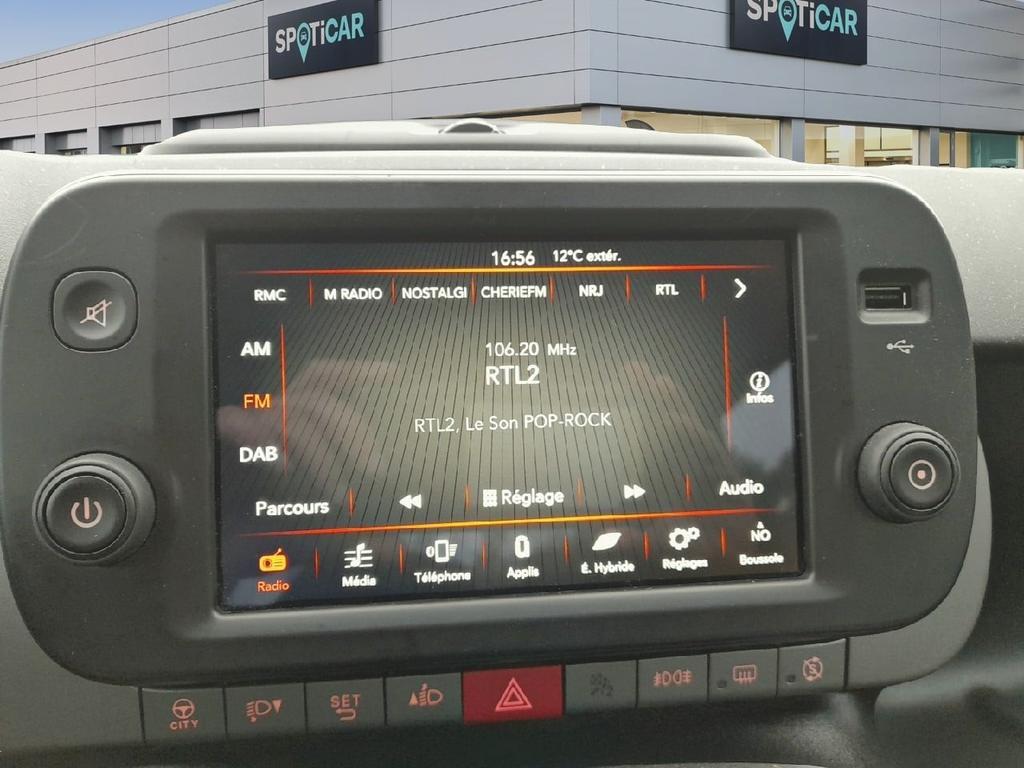 SPOTiCAR
SPOTiCAR
16:56 12°C extér.
RMC M RADIO NOSTALGI CHERIEFM NRJ RTL
AM
106.20 MHz
RTL2
FM
Infos
RTL2, Le Son POP-ROCK
DAB
Parcours Réglage Audio
Radio Média Téléphone Applis É. Hybride Réglages NO Boussole
CITY
SET